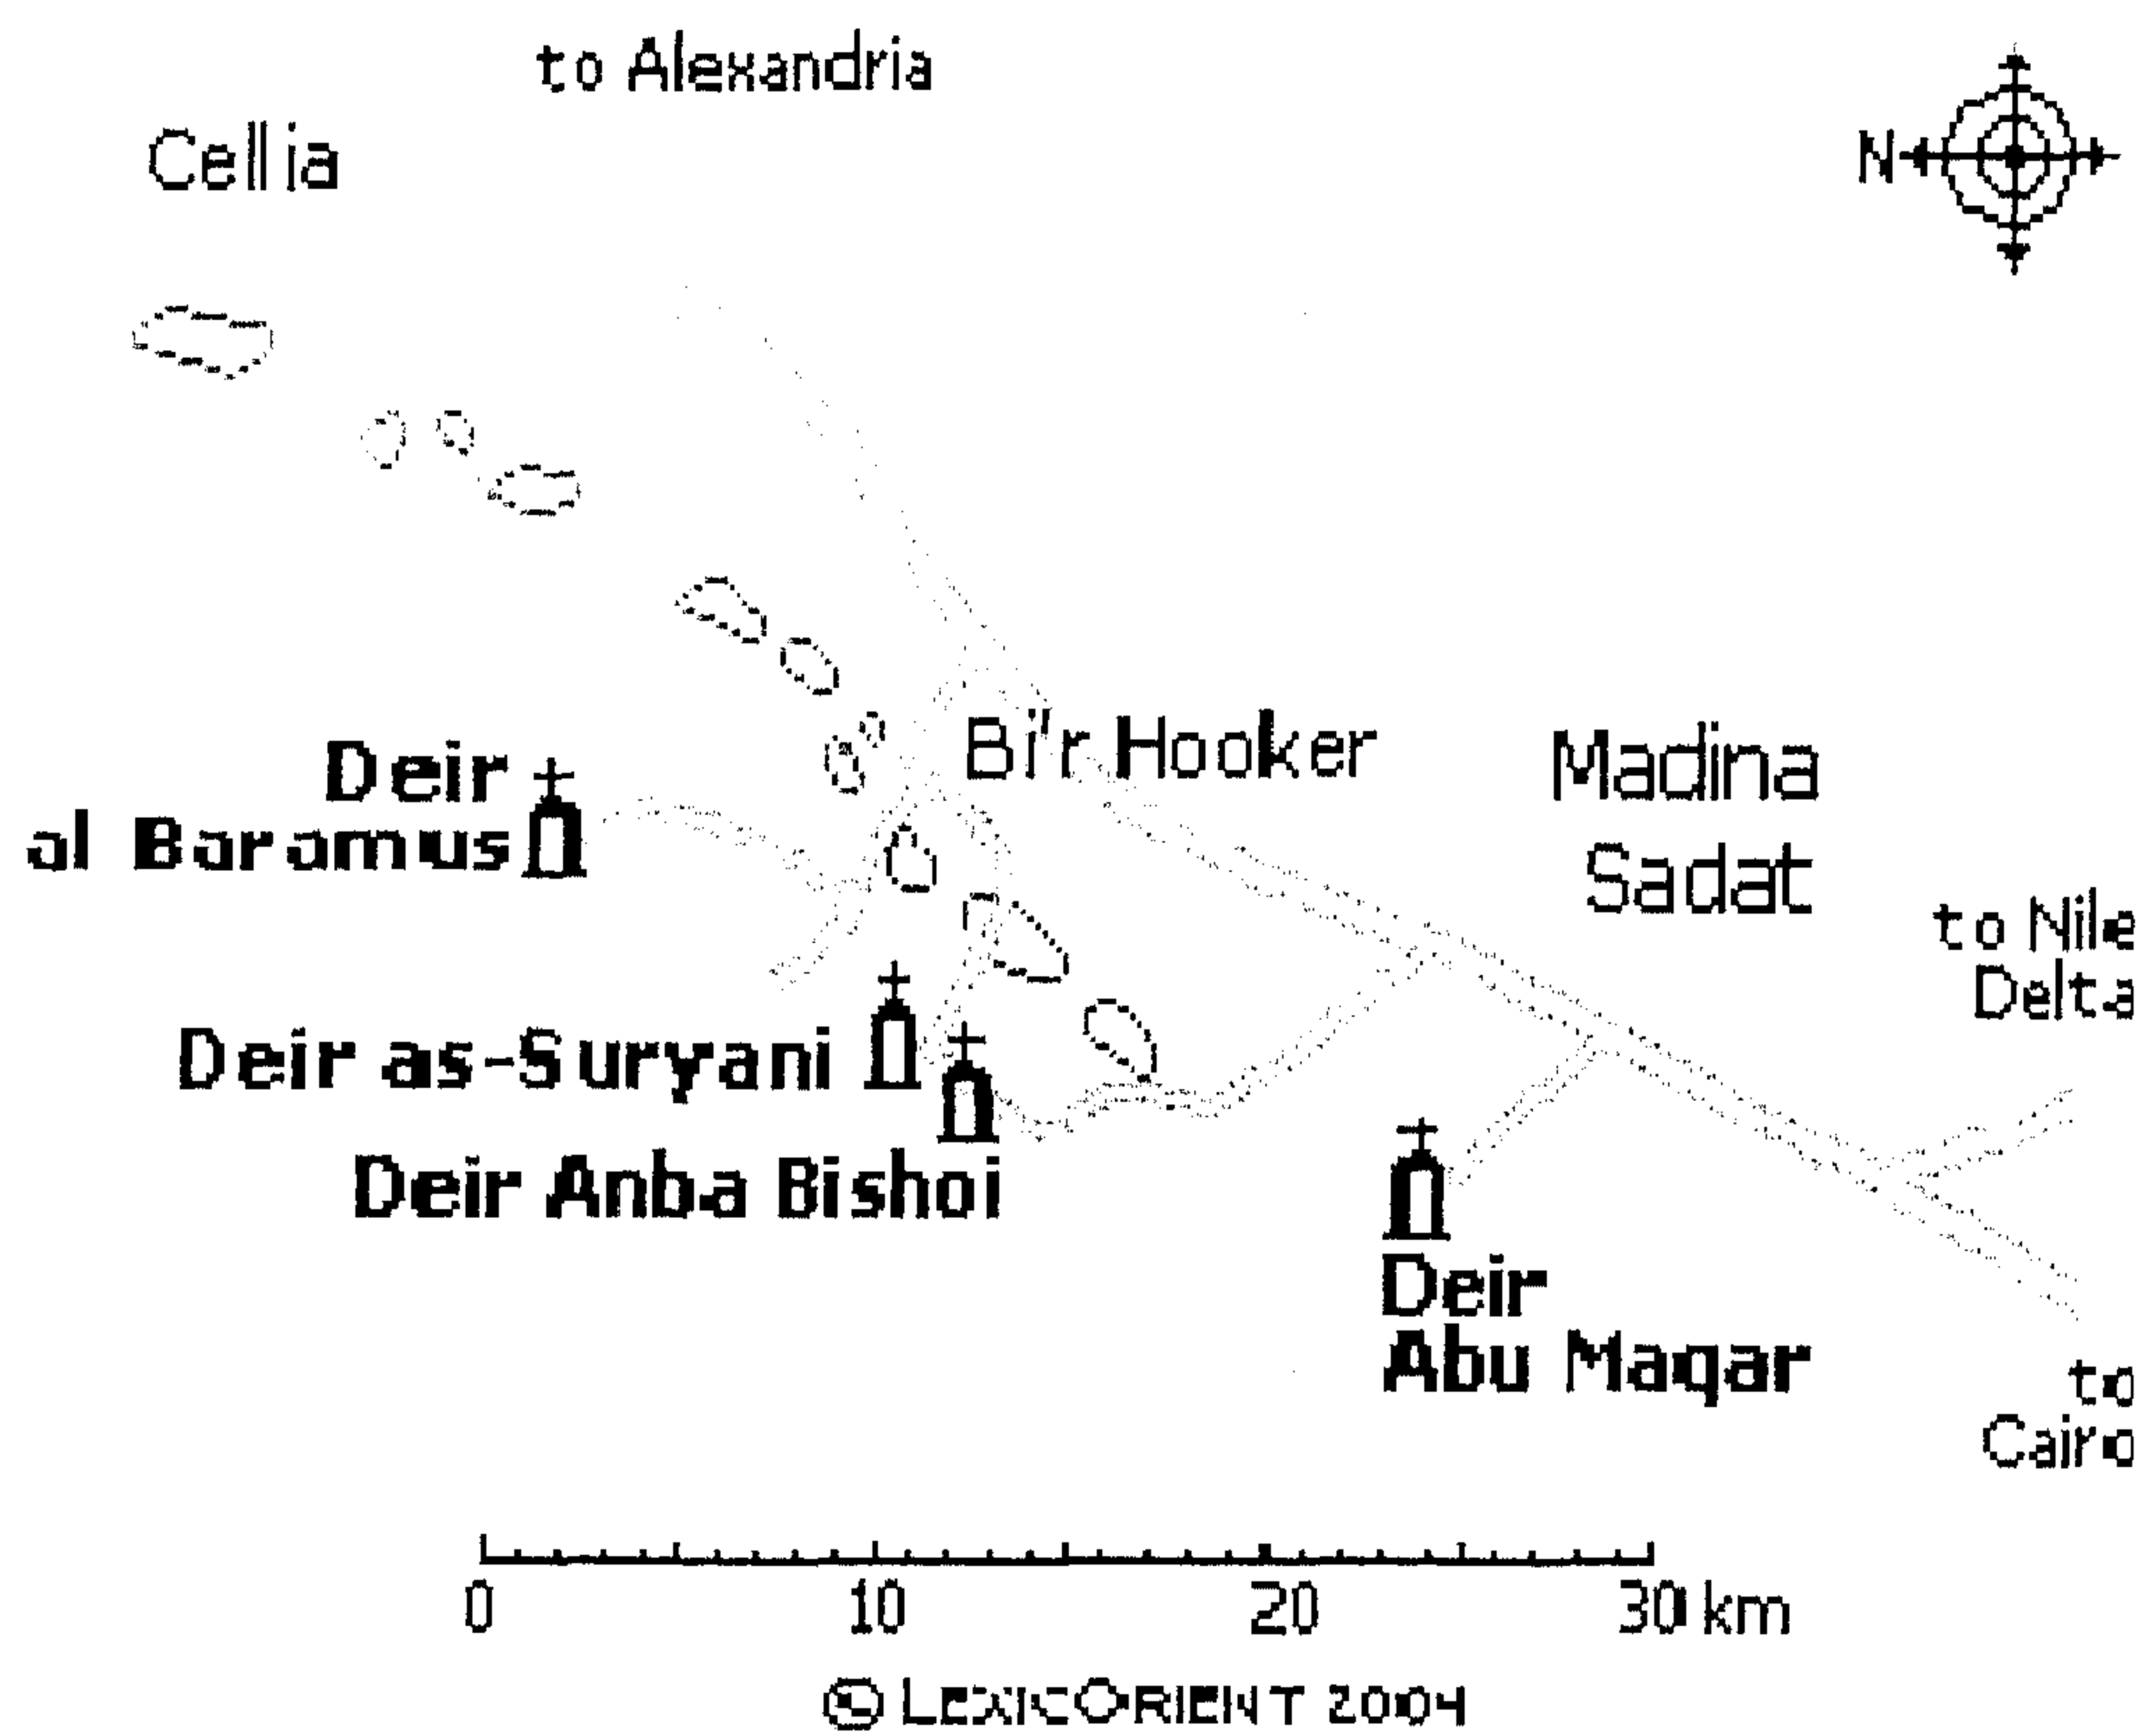 to Alexandria
Cellia
N
Bi'r Hooker
Madina
Sadat
Deir
al Baramus
to Nile
Delta
Deir as-Suryani
Deir Anba Bishoi
Deir
Abu Maqar
to
Cairo
0 10 20 30 km
© LEXICORIENT 2004